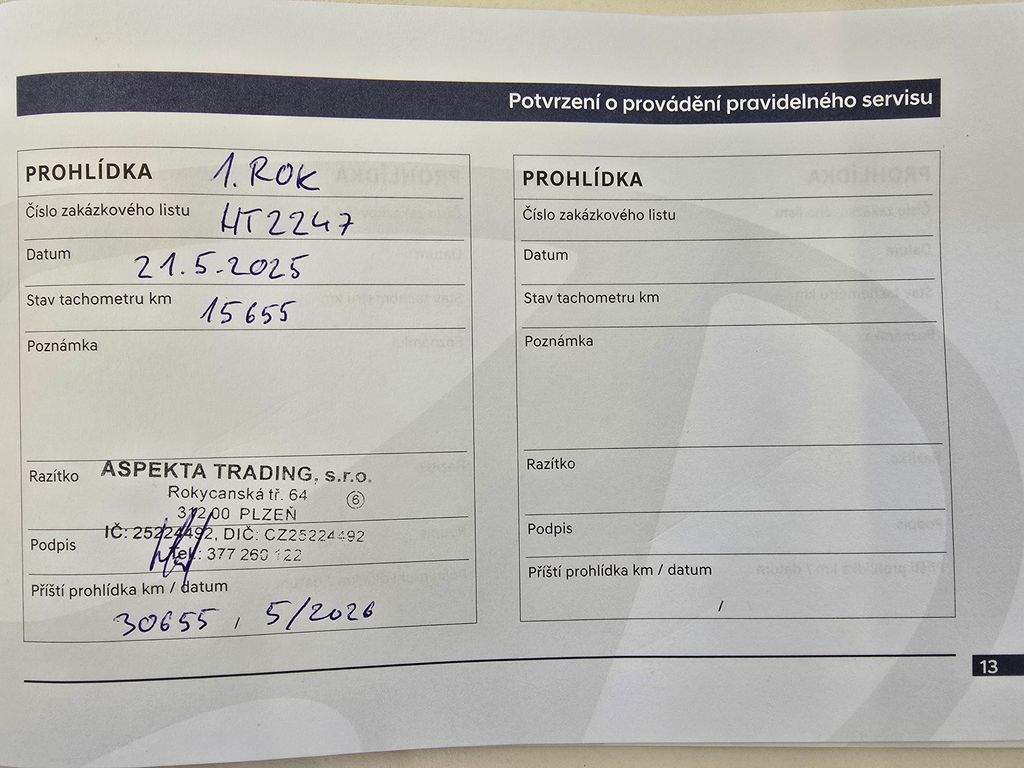 Potvrzení o provádění pravidelného servisu
PROHLÍDKA 1. ROK
Číslo zakázkového listu HT2247
Datum 21.5.2025
Stav tachometru km 15655
Poznámka
Razítko ASPEKTA TRADING, s.r.o.
Rokycanská tř. 64 6
312 00 PLZEŇ
IČ: 25224492, DIČ: CZ25224492
Podpis Tel.: 377 260 122
Příští prohlídka km / datum
30655 / 5/2026
PROHLÍDKA
Číslo zakázkového listu
Datum
Stav tachometru km
Poznámka
Razítko
Podpis
Příští prohlídka km / datum
/
13